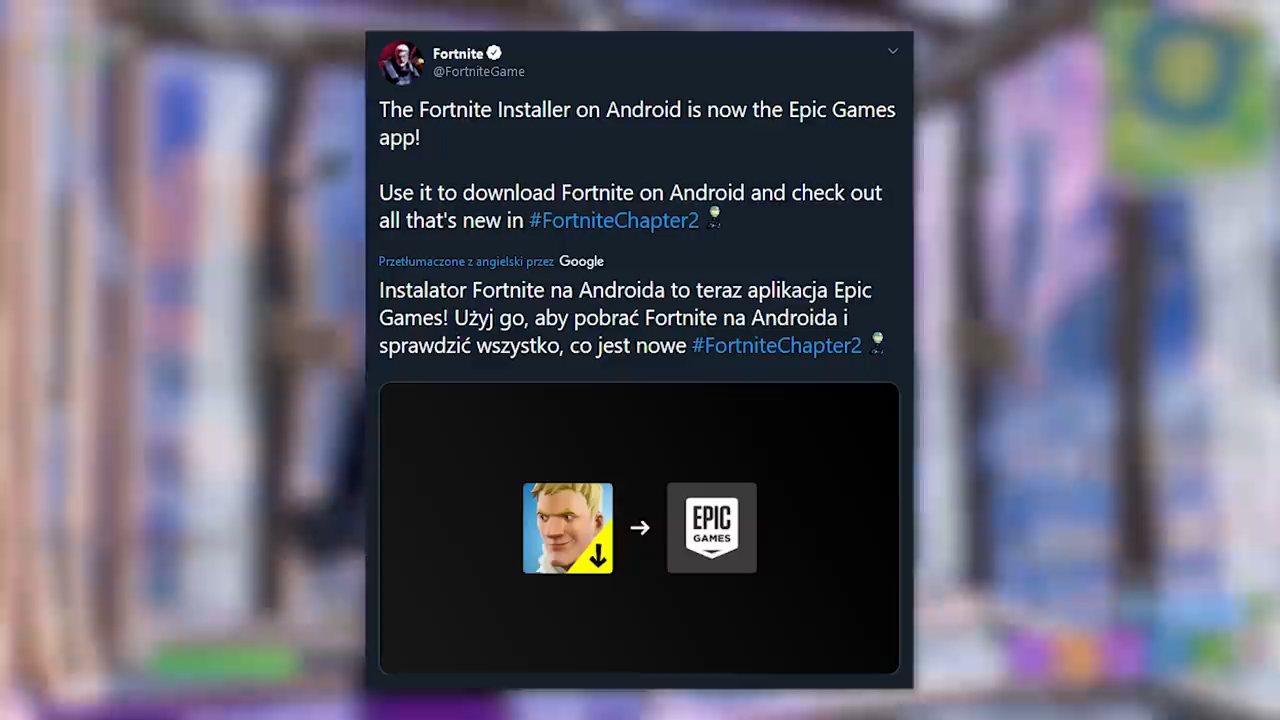 Fortnite
@FortniteGame
The Fortnite Installer on Android is now the Epic Games
app!
Use it to download Fortnite on Android and check out
all that's new in #FortniteChapter2
Przetłumaczone z angielski przez Google
Instalator Fortnite na Androida to teraz aplikacja Epic
Games! Użyj go, aby pobrać Fortnite na Androida i
sprawdzić wszystko, co jest nowe #FortniteChapter2
EPIC
GAMES